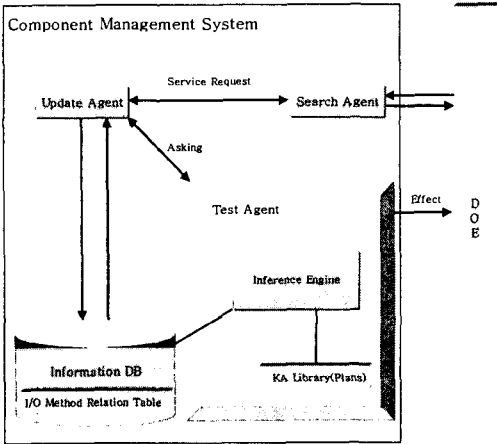 Component Management System
Service Request
Update Agent
Search Agent
Asking
Test Agent
Effect
D
O
E
Inference Engine
Information DB
KA Library(Plans)
I/O Method Relation Table